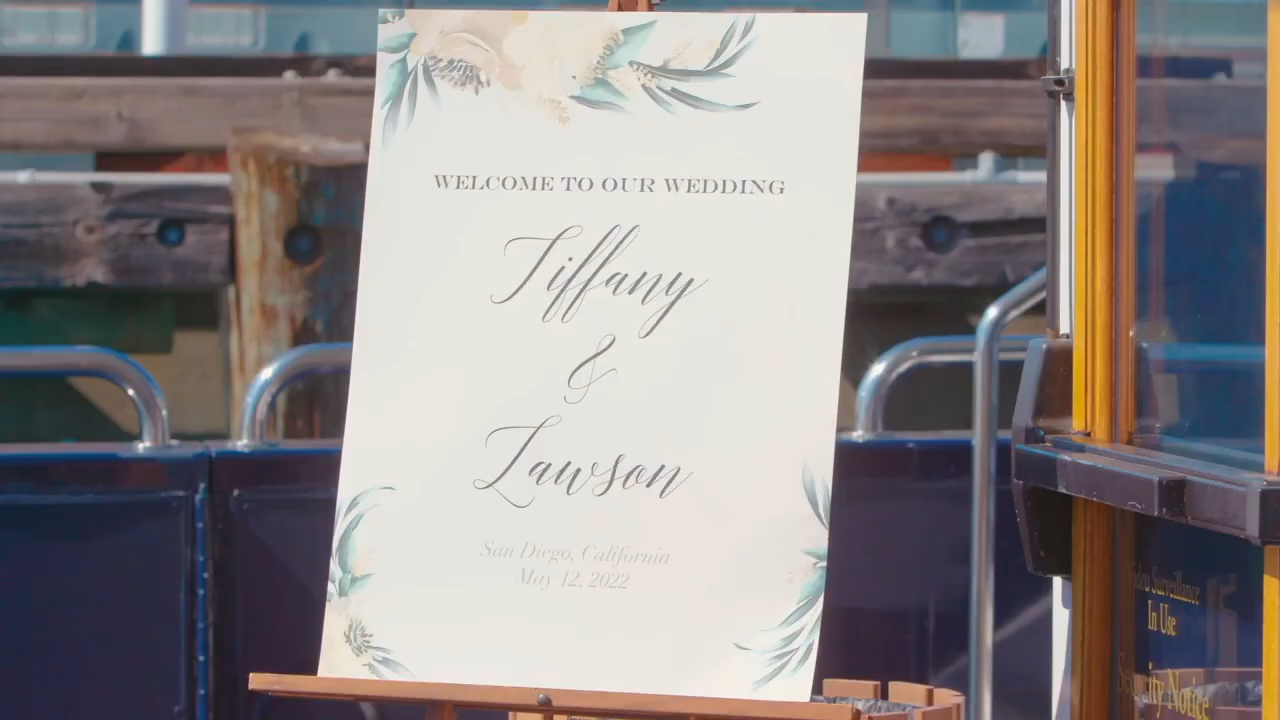 WELCOME TO OUR WEDDING
Tiffany
&
Lawson
San Diego, California
May 12, 2022
Video Surveillance
In Use
Security Notice